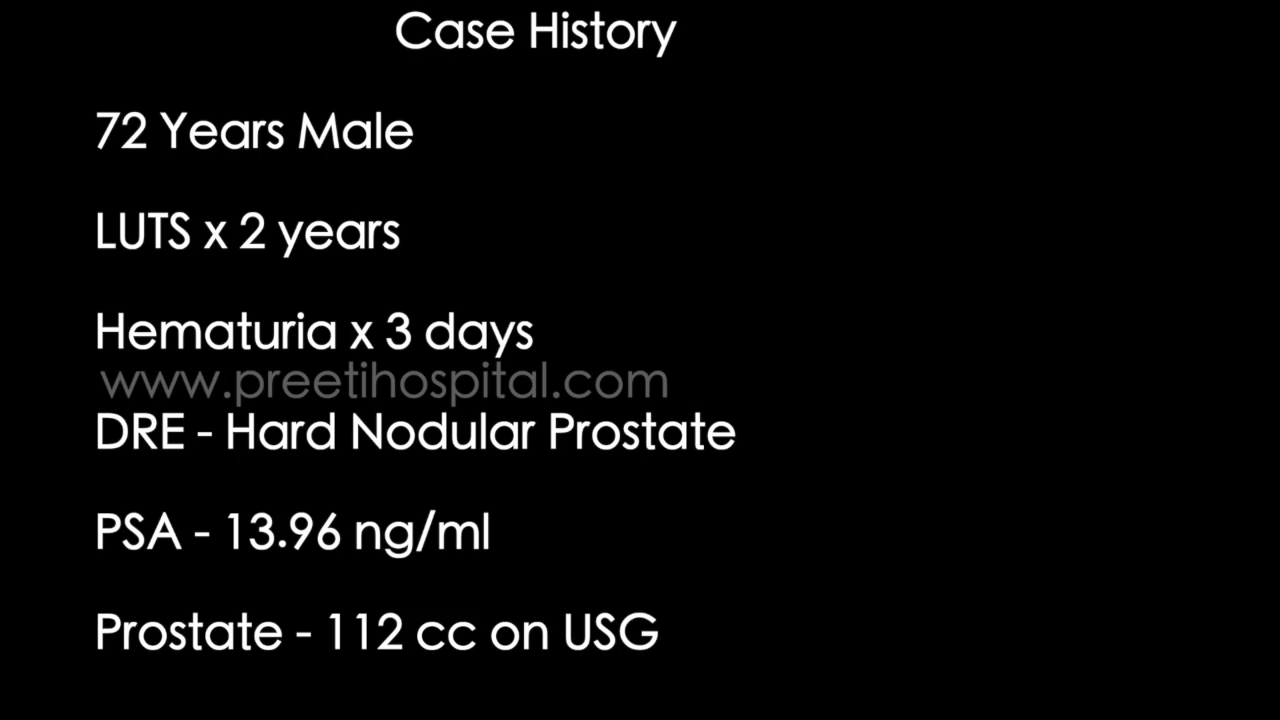 Case History
72 Years Male
LUTS x 2 years
Hematuria x 3 days
www.preetihospital.com
DRE - Hard Nodular Prostate
PSA - 13.96 ng/ml
Prostate - 112 cc on USG